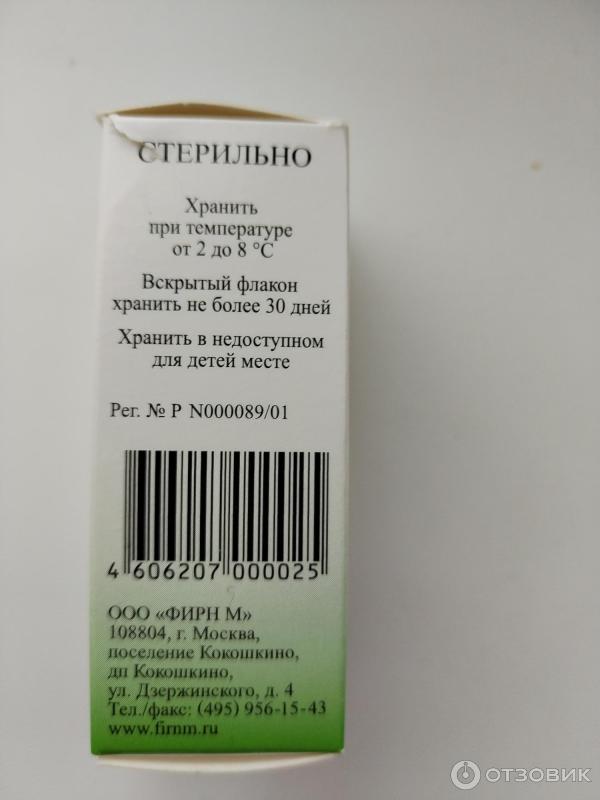 СТЕРИЛЬНО
Хранить
при температуре
от 2 до 8 °С
Вскрытый флакон
хранить не более 30 дней
Хранить в недоступном
для детей месте
Рег. № Р N000089/01
4 606207 000025
ООО «ФИРН М»
108804, г. Москва,
поселение Кокошкино,
дп Кокошкино,
ул. Дзержинского, д. 4
Тел./факс: (495) 956-15-43
www.firnm.ru
ОТЗОВИК